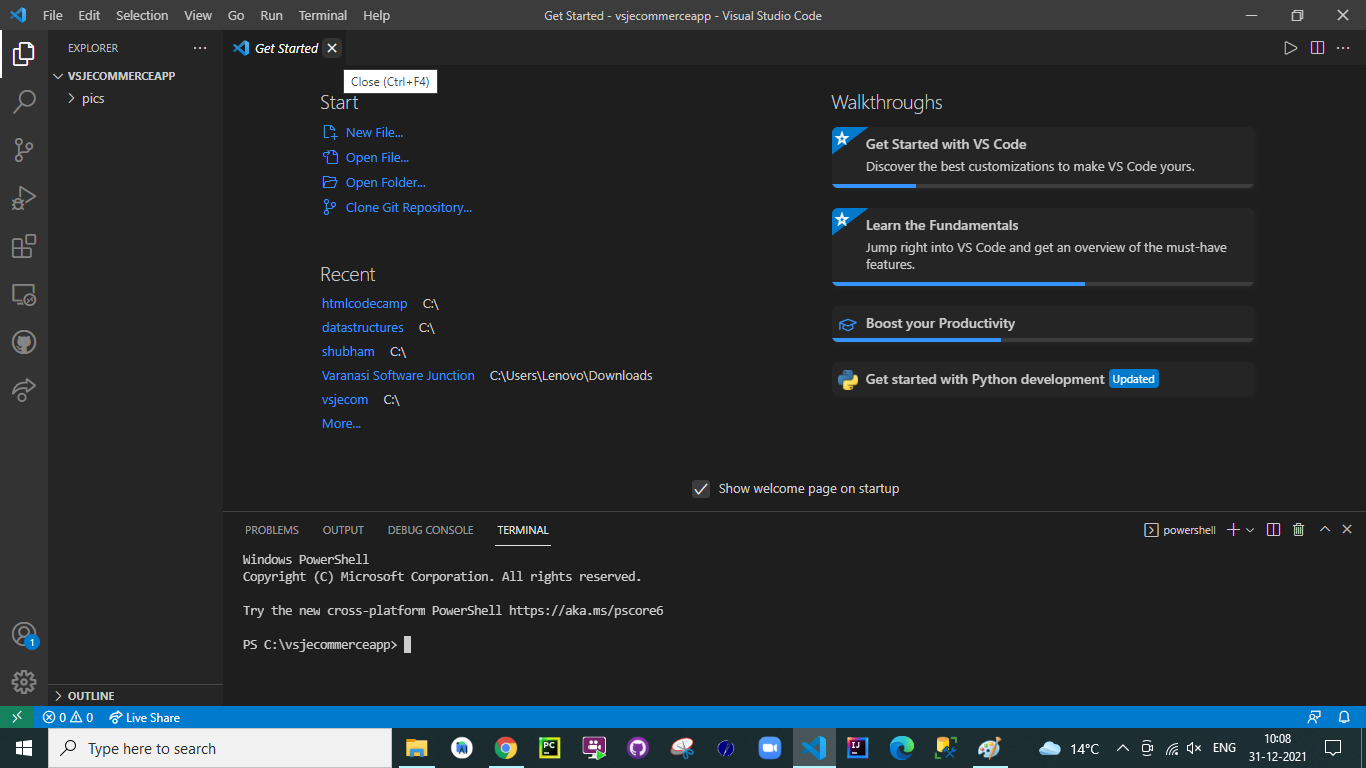 File Edit Selection View Go Run Terminal Help
Get Started - vsjecommerceapp - Visual Studio Code
EXPLORER
Get Started
VSJECOMMERCEAPP
pics
Close (Ctrl+F4)
Start
New File...
Open File...
Open Folder...
Clone Git Repository...
Recent
htmlcodecamp C:\
datastructures C:\
shubham C:\
Varanasi Software Junction C:\Users\Lenovo\Downloads
vsjecom C:\
More...
Walkthroughs
Get Started with VS Code
Discover the best customizations to make VS Code yours.
Learn the Fundamentals
Jump right into VS Code and get an overview of the must-have
features.
Boost your Productivity
Get started with Python development Updated
Show welcome page on startup
PROBLEMS OUTPUT DEBUG CONSOLE TERMINAL
powershell
Windows PowerShell
Copyright (C) Microsoft Corporation. All rights reserved.
Try the new cross-platform PowerShell https://aka.ms/pscore6
PS C:\vsjecommerceapp>
1
OUTLINE
0 0 Live Share
Type here to search
PC
IJ
14°C
ENG
10:08
31-12-2021